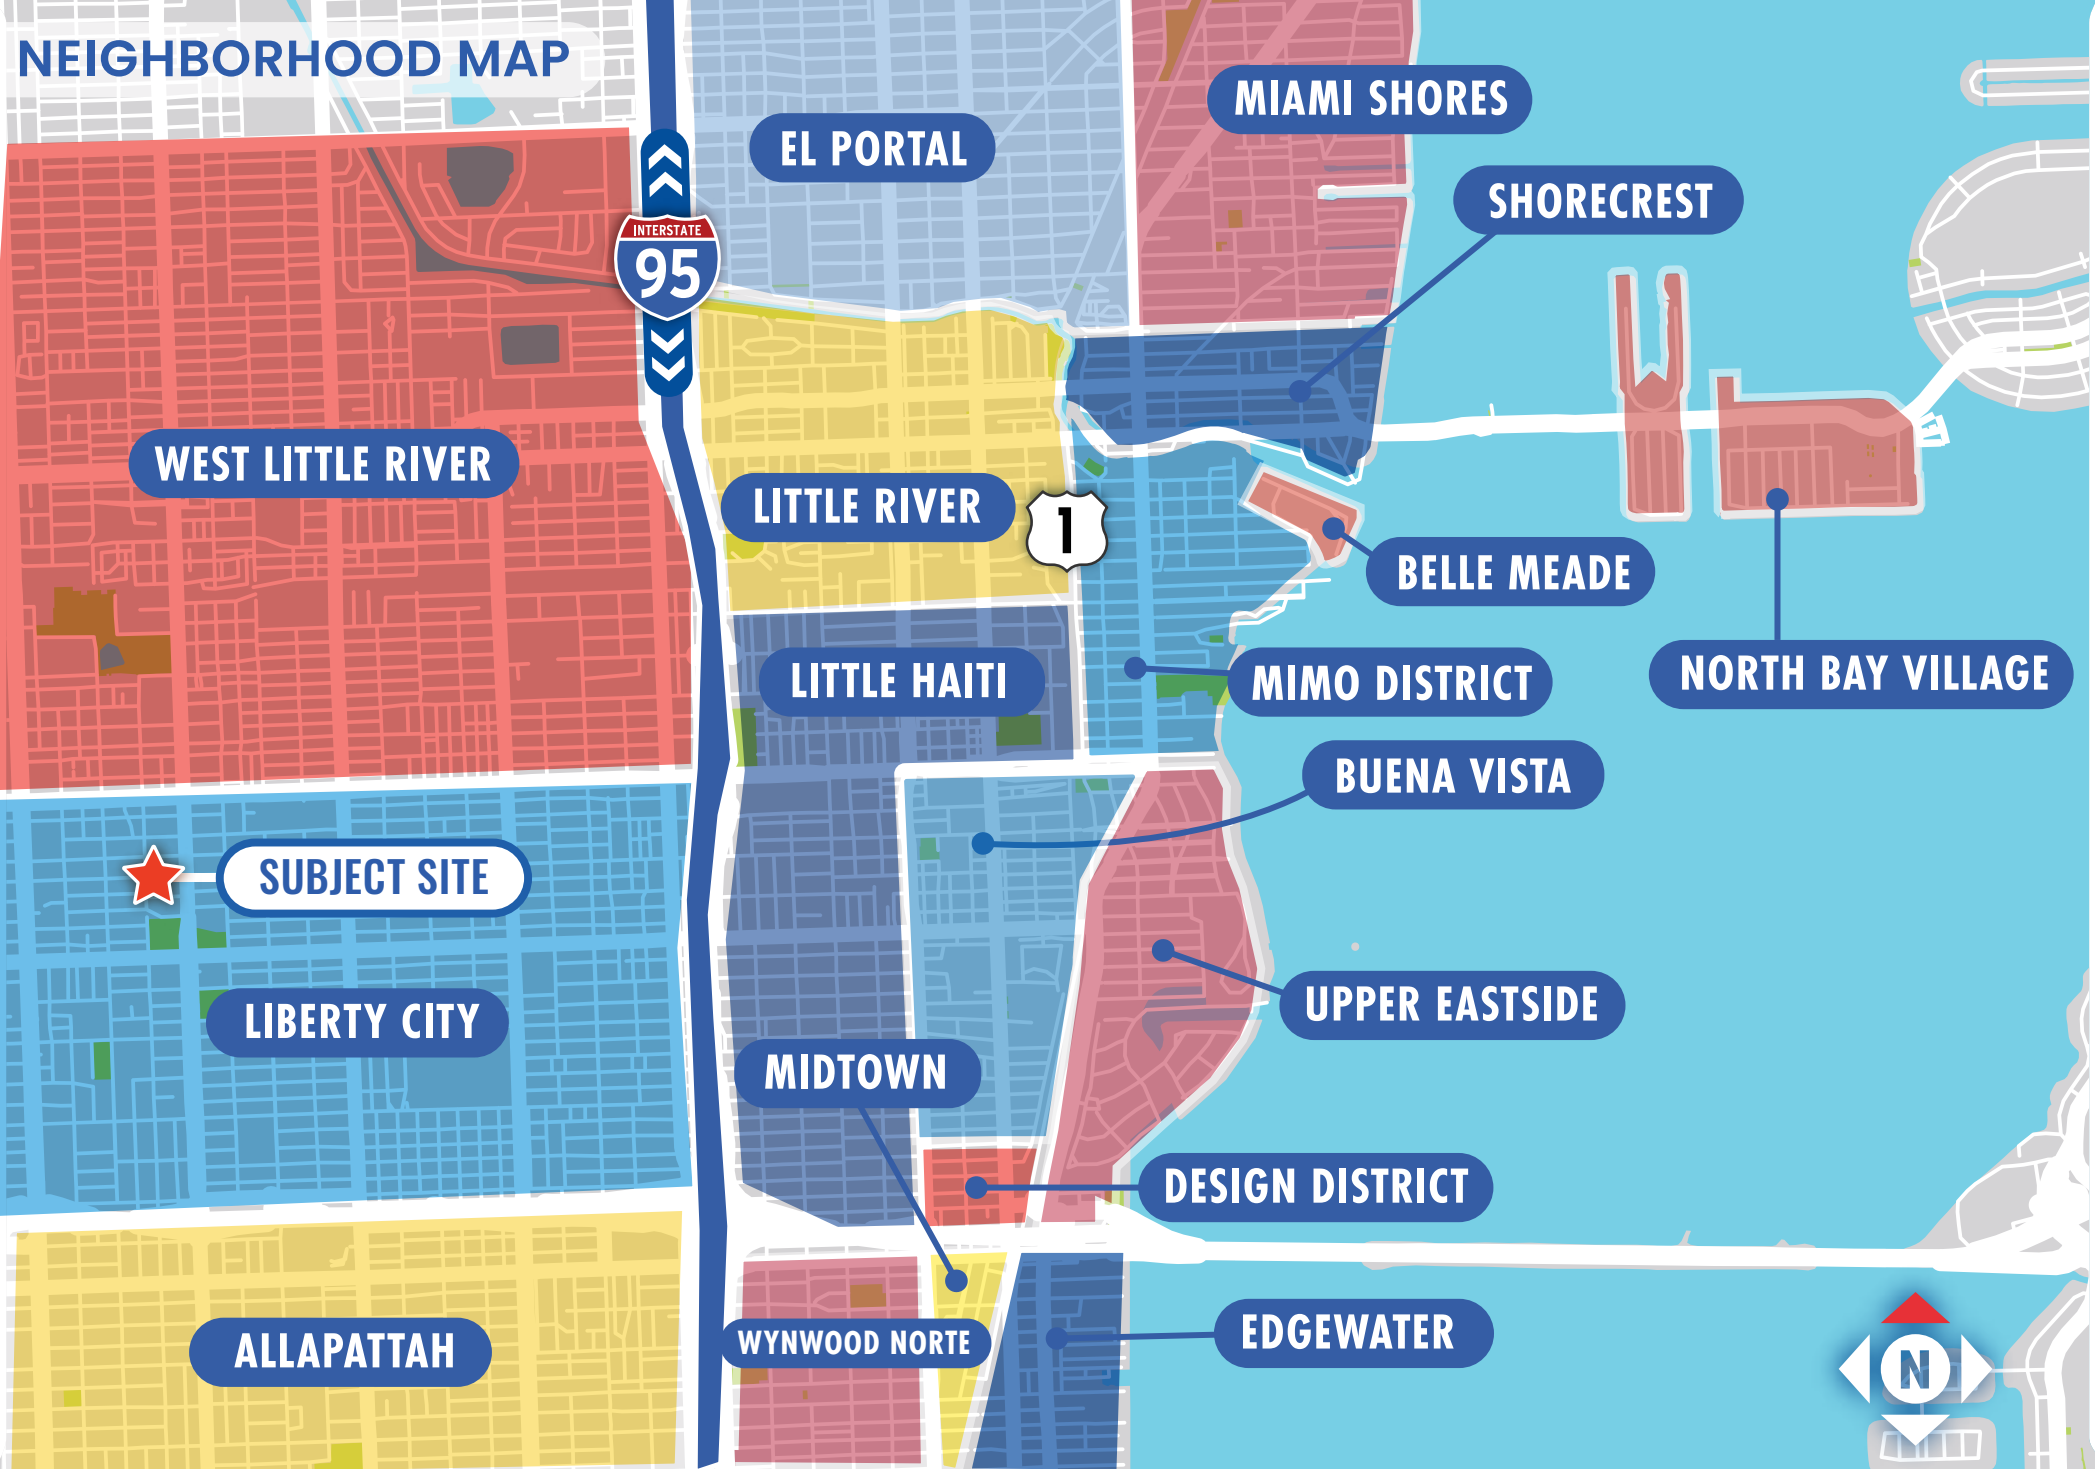 NEIGHBORHOOD MAP
MIAMI SHORES
EL PORTAL
SHORECREST
INTERSTATE
95
WEST LITTLE RIVER
LITTLE RIVER
1
BELLE MEADE
LITTLE HAITI
MIMO DISTRICT
NORTH BAY VILLAGE
BUENA VISTA
SUBJECT SITE
UPPER EASTSIDE
LIBERTY CITY
MIDTOWN
DESIGN DISTRICT
EDGEWATER
WYNWOOD NORTE
ALLAPATTAH
N